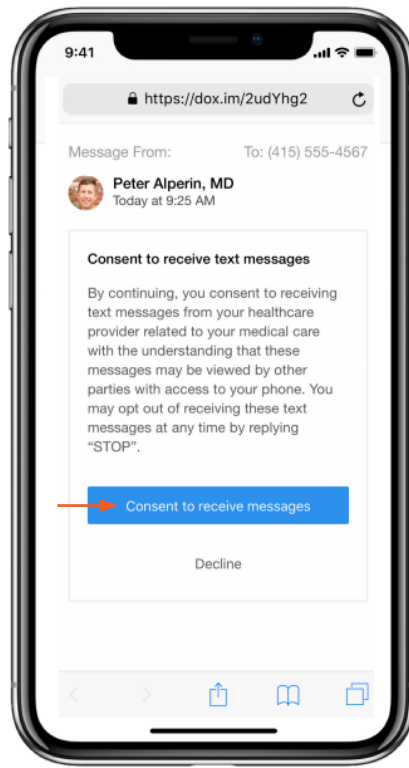 9:41
https://dox.im/2udYhg2
Message From: To: (415) 555-4567
Peter Alperin, MD
Today at 9:25 AM
Consent to receive text messages
By continuing, you consent to receiving
text messages from your healthcare
provider related to your medical care
with the understanding that these
messages may be viewed by other
parties with access to your phone. You
may opt out of receiving these text
messages at any time by replying
“STOP”.
Consent to receive messages
Decline